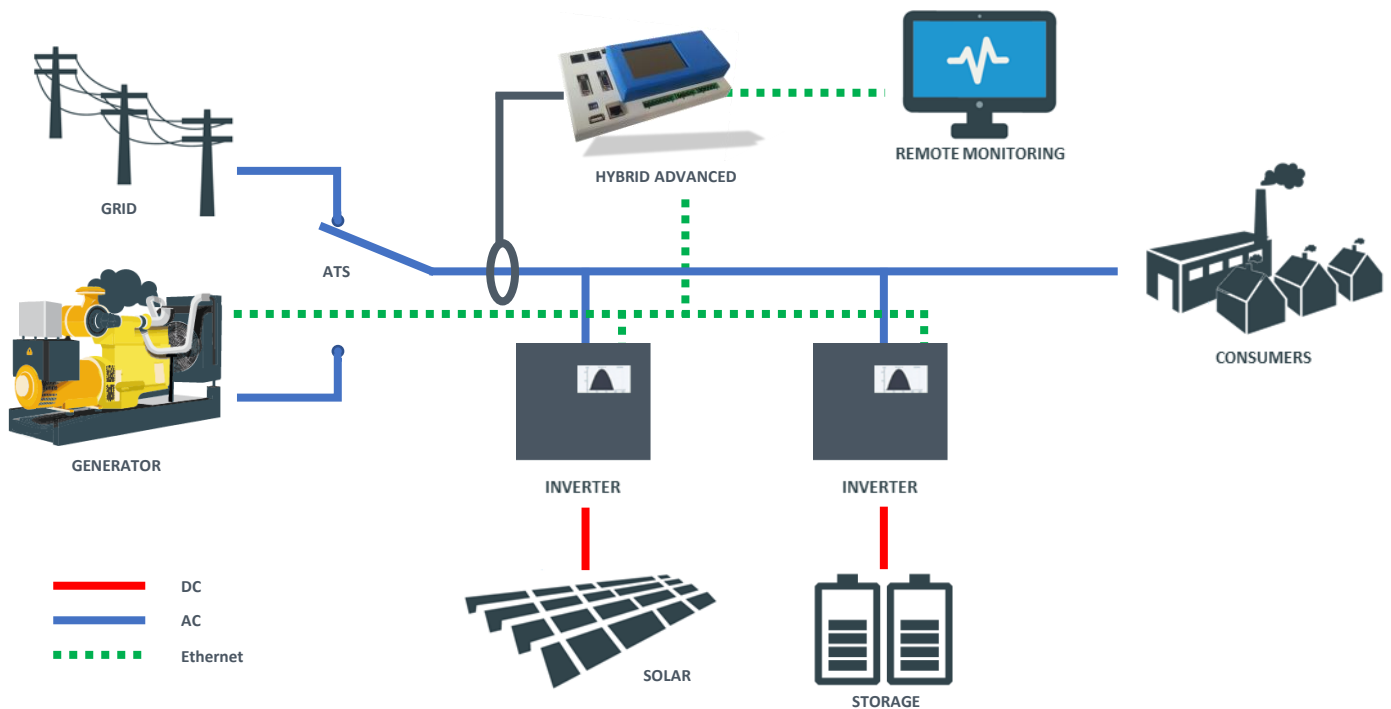 REMOTE MONITORING
HYBRID ADVANCED
GRID
ATS
CONSUMERS
GENERATOR
INVERTER
INVERTER
DC
AC
Ethernet
SOLAR
STORAGE